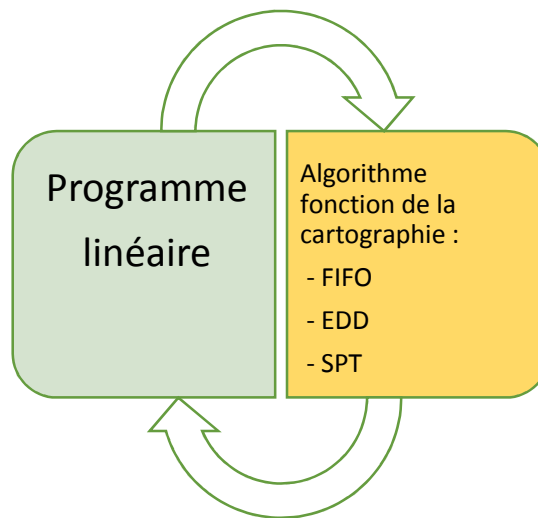 Programme
linéaire
Algorithme
fonction de la
cartographie :
- FIFO
- EDD
- SPT